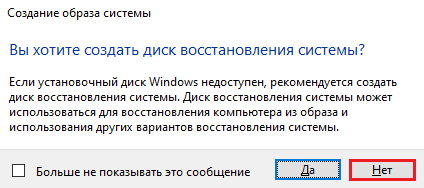 Создание образа системы
Вы хотите создать диск восстановления системы?
Если установочный диск Windows недоступен, рекомендуется создать
диск восстановления системы. Диск восстановления системы может
использоваться для восстановления компьютера из образа и
использования других вариантов восстановления системы.
Больше не показывать это сообщение Да Нет